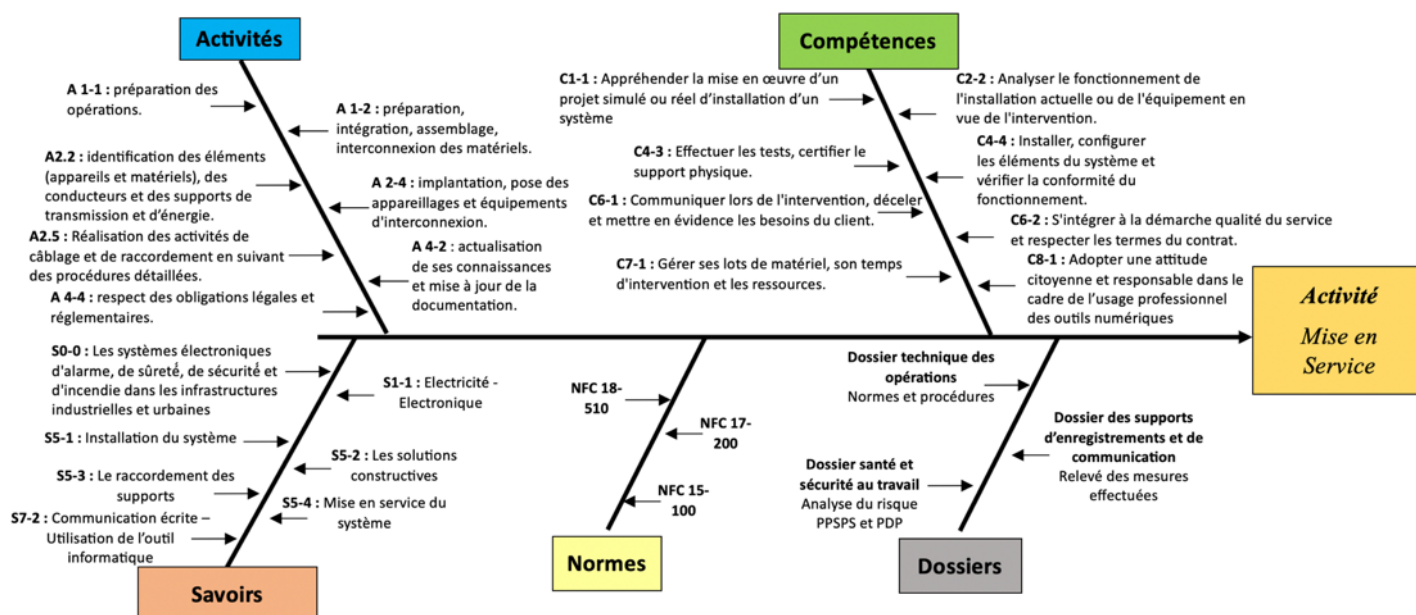 Activités
A 1-1 : préparation des
opérations.
A 1-2 : préparation,
intégration, assemblage,
interconnexion des matériels.
A2.2 : identification des éléments
(appareils et matériels), des
conducteurs et des supports de
transmission et d'énergie.
A 2-4 : implantation, pose des
appareillages et équipements
d'interconnexion.
A2.5 : Réalisation des activités de
câblage et de raccordement en suivant
des procédures détaillées.
A 4-2 : actualisation
de ses connaissances
et mise à jour de la
documentation.
A 4-4 : respect des obligations légales et
réglementaires.
Compétences
C1-1 : Appréhender la mise en œuvre d'un
projet simulé ou réel d'installation d'un
système
C2-2 : Analyser le fonctionnement de
l'installation actuelle ou de l'équipement en
vue de l'intervention.
C4-3 : Effectuer les tests, certifier le
support physique.
C4-4 : Installer, configurer
les éléments du système et
vérifier la conformité du
fonctionnement.
C6-1 : Communiquer lors de l'intervention, déceler
et mettre en évidence les besoins du client.
C6-2 : S'intégrer à la démarche qualité du service
et respecter les termes du contrat.
C7-1 : Gérer ses lots de matériel, son temps
d'intervention et les ressources.
C8-1 : Adopter une attitude
citoyenne et responsable dans le
cadre de l'usage professionnel
des outils numériques
Activité
Mise en
Service
S0-0 : Les systèmes électroniques
d'alarme, de sûreté, de sécurité et
d'incendie dans les infrastructures
industrielles et urbaines
S1-1 : Electricité -
Electronique
S5-1 : Installation du système
S5-2 : Les solutions
constructives
S5-3 : Le raccordement des
supports
S5-4 : Mise en service du
système
S7-2 : Communication écrite –
Utilisation de l'outil
informatique
Savoirs
NFC 18-
510
NFC 17-
200
NFC 15-
100
Normes
Dossier technique des
opérations
Normes et procédures
Dossier des supports
d'enregistrements et de
communication
Relevé des mesures
effectuées
Dossier santé et
sécurité au travail
Analyse du risque
PPSPS et PDP
Dossiers